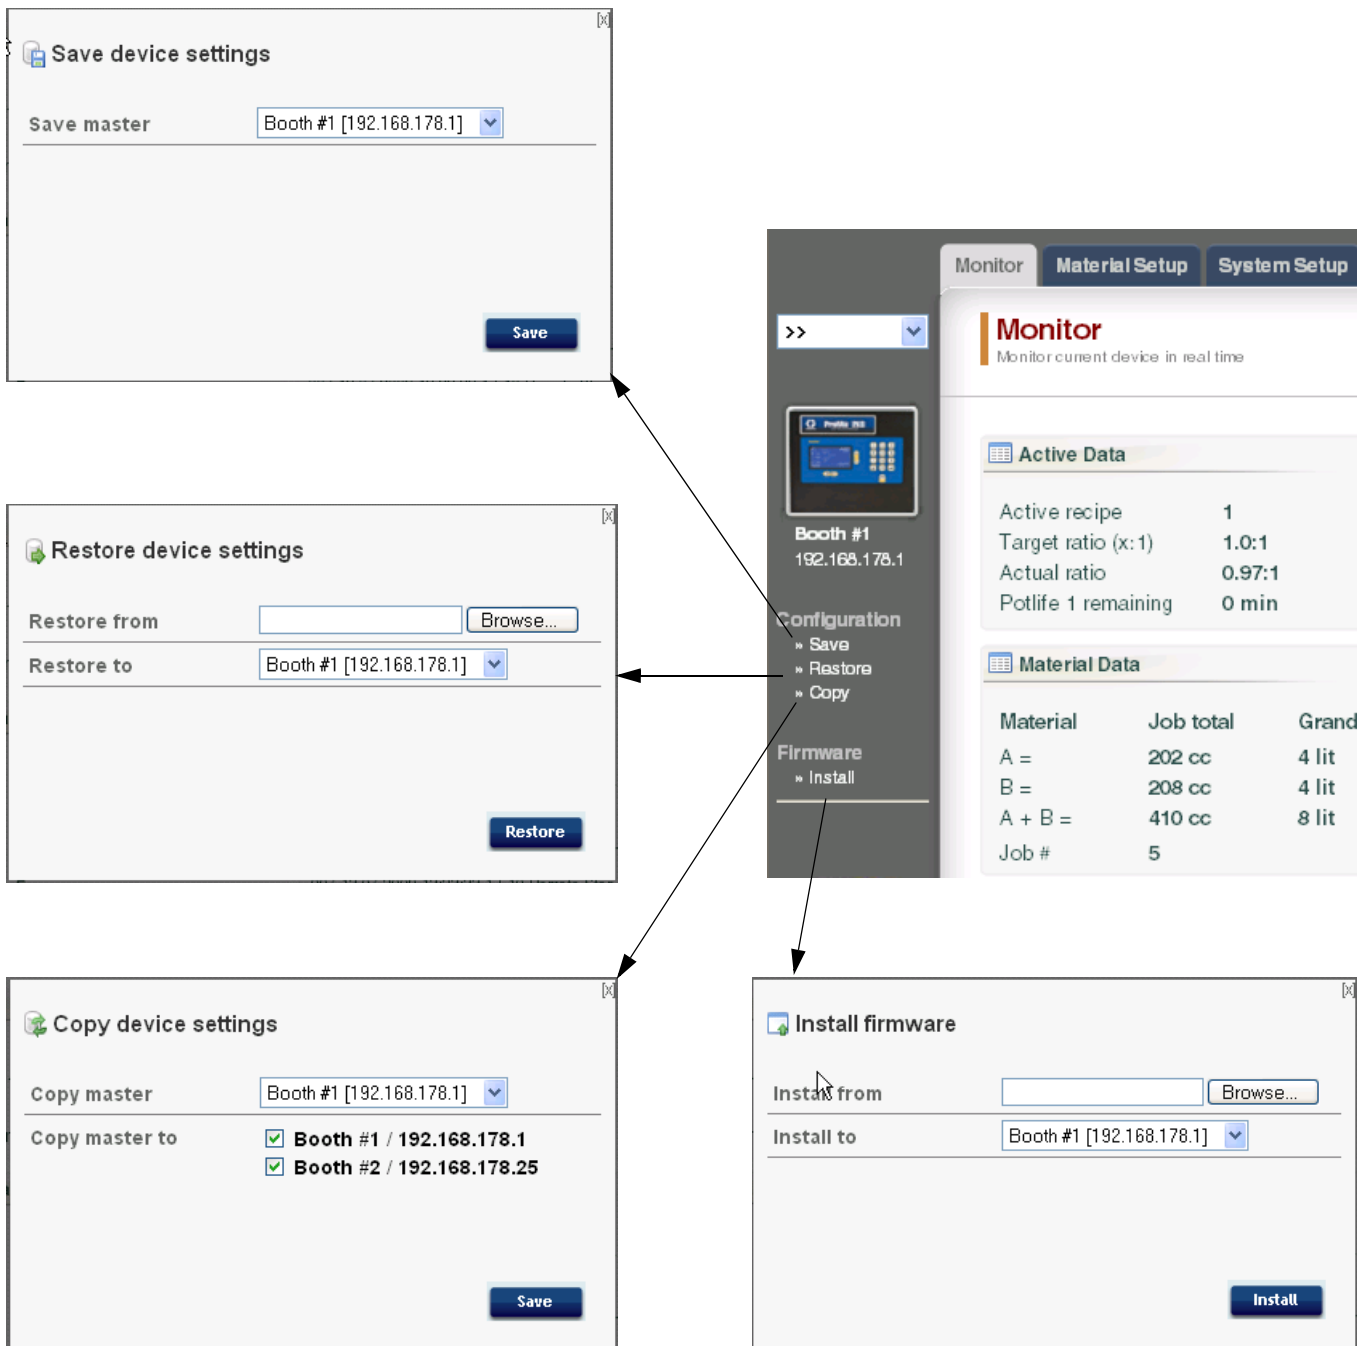 [x]
Save device settings
Save master
Booth #1 [192.168.178.1]
Save
Monitor
Material Setup
System Setup
>>
Monitor
Monitor current device in real time
Booth #1
192.168.178.1
Configuration
» Save
» Restore
» Copy
Firmware
» Install
Active Data
Active recipe 1
Target ratio (x:1) 1.0:1
Actual ratio 0.97:1
Potlife 1 remaining 0 min
Material Data
Material Job total Grand
A = 202 cc 4 lit
B = 208 cc 4 lit
A + B = 410 cc 8 lit
Job # 5
[x]
Restore device settings
Restore from Browse...
Restore to Booth #1 [192.168.178.1]
Restore
[x]
Copy device settings
Copy master Booth #1 [192.168.178.1]
Copy master to Booth #1 / 192.168.178.1
Booth #2 / 192.168.178.25
Save
[x]
Install firmware
Install from Browse...
Install to Booth #1 [192.168.178.1]
Install